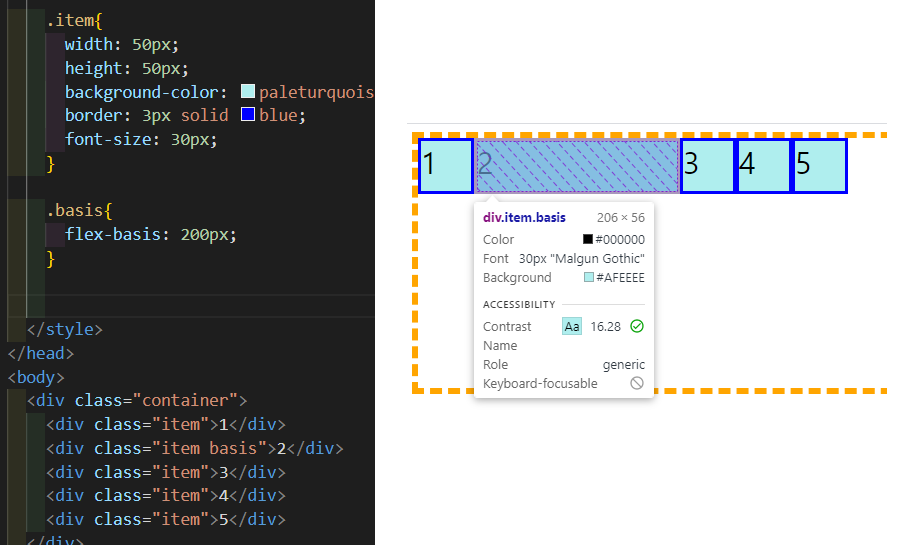 .item{
width: 50px;
height: 50px;
background-color: paleturquois
border: 3px solid blue;
font-size: 30px;
}
.basis{
flex-basis: 200px;
}
</style>
</head>
<body>
<div class="container">
<div class="item">1</div>
<div class="item basis">2</div>
<div class="item">3</div>
<div class="item">4</div>
<div class="item">5</div>
</div>
1 2 3 4 5
div.item.basis 206 × 56
Color #000000
Font 30px "Malgun Gothic"
Background #AFEEEE
ACCESSIBILITY
Contrast Aa 16.28
Name
Role generic
Keyboard-focusable